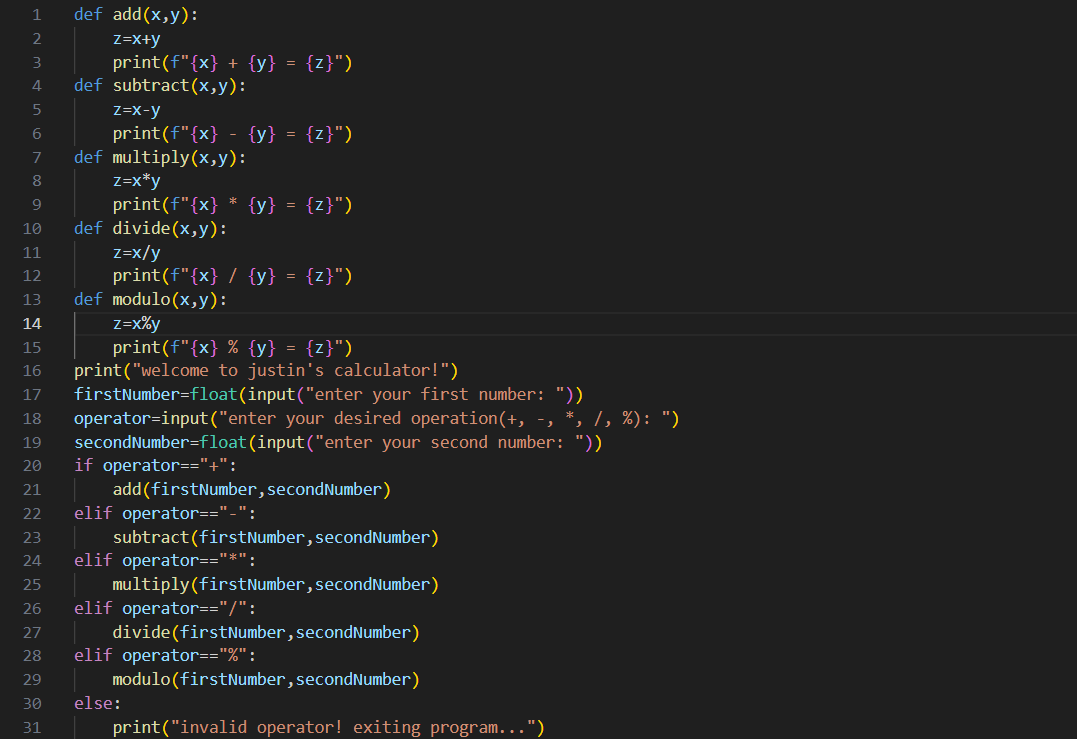 1 def add(x,y):
2 z=x+y
3 print(f"{x} + {y} = {z}")
4 def subtract(x,y):
5 z=x-y
6 print(f"{x} - {y} = {z}")
7 def multiply(x,y):
8 z=x*y
9 print(f"{x} * {y} = {z}")
10 def divide(x,y):
11 z=x/y
12 print(f"{x} / {y} = {z}")
13 def modulo(x,y):
14 z=x%y
15 print(f"{x} % {y} = {z}")
16 print("welcome to justin's calculator!")
17 firstNumber=float(input("enter your first number: "))
18 operator=input("enter your desired operation(+, -, *, /, %): ")
19 secondNumber=float(input("enter your second number: "))
20 if operator=="+":
21 add(firstNumber,secondNumber)
22 elif operator=="-":
23 subtract(firstNumber,secondNumber)
24 elif operator=="*":
25 multiply(firstNumber,secondNumber)
26 elif operator=="/":
27 divide(firstNumber,secondNumber)
28 elif operator=="%":
29 modulo(firstNumber,secondNumber)
30 else:
31 print("invalid operator! exiting program...")